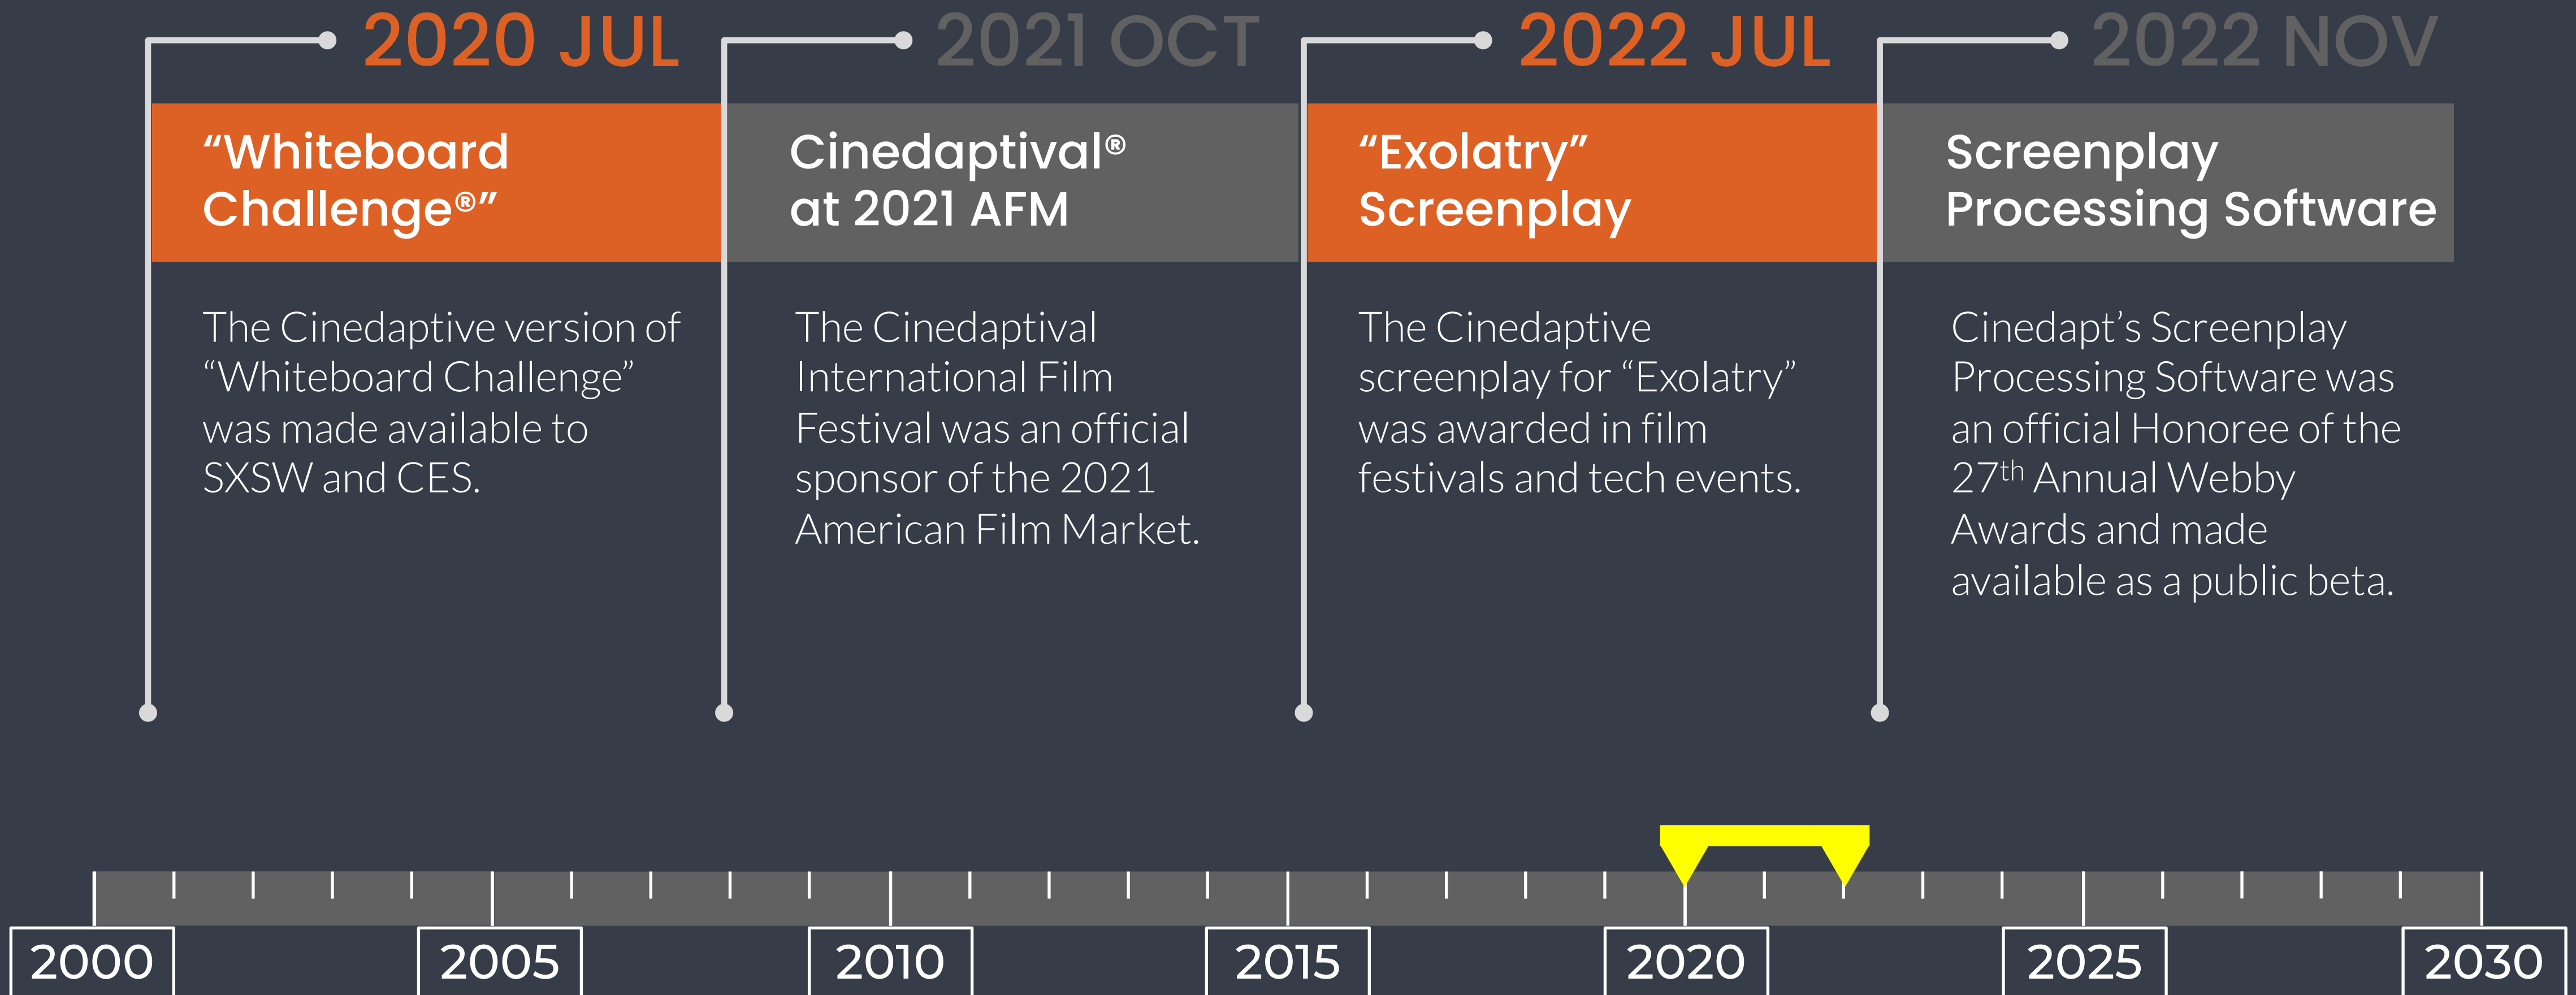 2020 JUL
“Whiteboard
Challenge®”
The Cinedaptive version of
“Whiteboard Challenge”
was made available to
SXSW and CES.
2021 OCT
Cinedaptival®
at 2021 AFM
The Cinedaptival
International Film
Festival was an official
sponsor of the 2021
American Film Market.
2022 JUL
“Exolatry”
Screenplay
The Cinedaptive
screenplay for “Exolatry”
was awarded in film
festivals and tech events.
2022 NOV
Screenplay
Processing Software
Cinedapt’s Screenplay
Processing Software was
an official Honoree of the
27th Annual Webby
Awards and made
available as a public beta.
2000
2005
2010
2015
2020
2025
2030